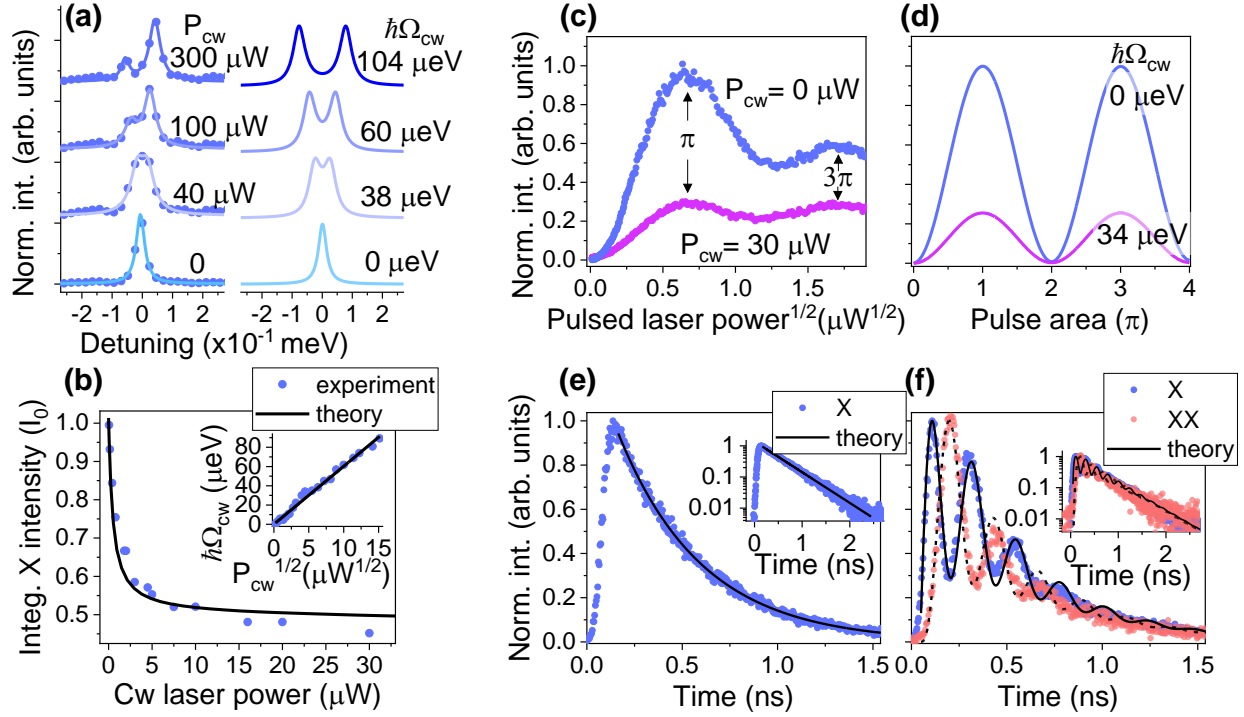 (a)
P_cw
ℏΩ_cw
300 μW
104 μeV
100 μW
60 μeV
40 μW
38 μeV
0
0 μeV
Norm. int. (arb. units)
-2 -1 0 1 2
-2 -1 0 1 2
Detuning (x10^-1 meV)
(c)
P_cw= 0 μW
π
3π
P_cw= 30 μW
Norm. int. (arb. units)
1.0
0.8
0.6
0.4
0.2
0.0
0.0 0.5 1.0 1.5
Pulsed laser power^1/2(μW^1/2)
(d)
ℏΩ_cw
0 μeV
34 μeV
0 1 2 3 4
Pulse area (π)
(b)
experiment
theory
Integ. X intensity (I_0)
1.0
0.9
0.8
0.7
0.6
0.5
0 5 10 15 20 25 30
Cw laser power (μW)
ℏΩ_cw (μeV)
80
60
40
20
0
0 5 10 15
P_cw^1/2(μW^1/2)
(e)
X
theory
Norm. int. (arb. units)
1.0
0.8
0.6
0.4
0.2
0.0
0.0 0.5 1.0 1.5
Time (ns)
1
0.1
0.01
0 1 2
Time (ns)
(f)
X
XX
theory
0.0 0.5 1.0 1.5
Time (ns)
1
0.1
0.01
0 1 2
Time (ns)